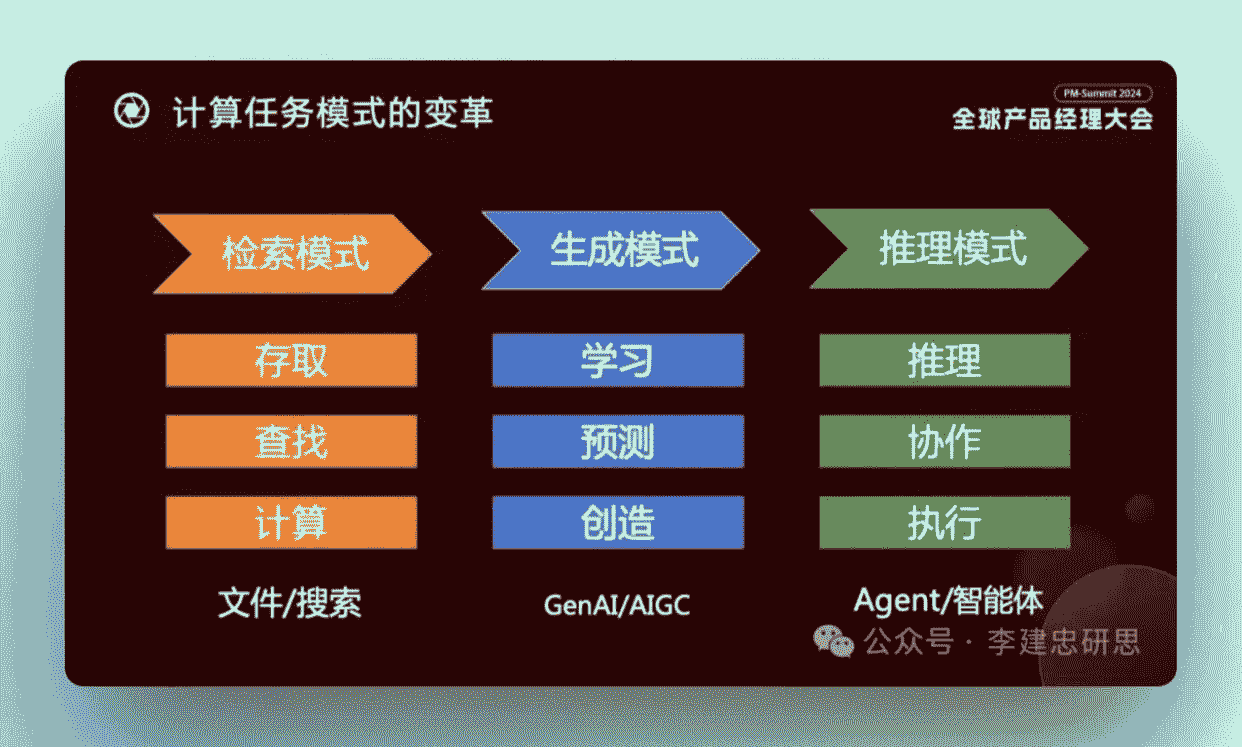 计算任务模式的变革
PM-Summit 2024
全球产品经理大会
检索模式
生成模式
推理模式
存取
学习
推理
查找
预测
协作
计算
创造
执行
文件/搜索
GenAI/AIGC
Agent/智能体
公众号 · 李建忠研思